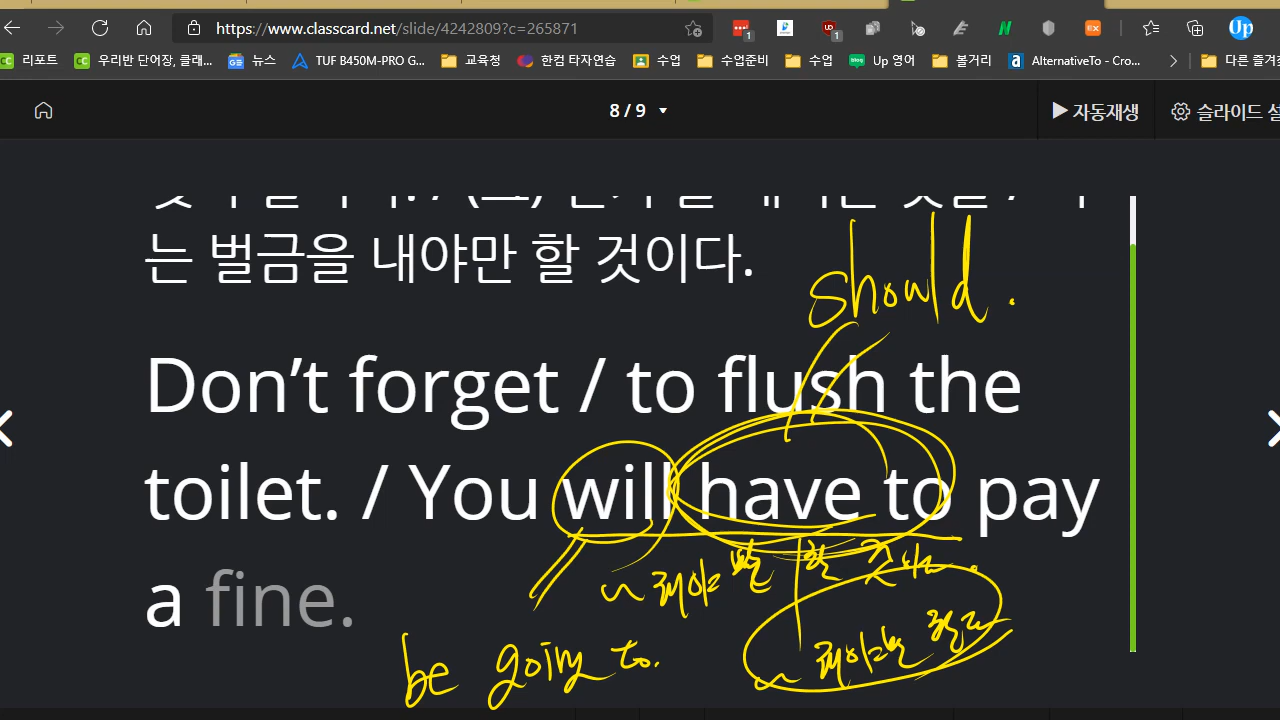 https://www.classcard.net/slide/4242809?c=265871
리포트 우리반 단어장, 클래... 뉴스 TUF B450M-PRO G... 교육청 한컴 타자연습 수업 수업준비 수업 Up 영어 볼거리 AlternativeTo - Cro... 다른 즐겨
8 / 9 자동재생 슬라이드 설
는 벌금을 내야만 할 것이다.
should.
Don’t forget / to flush the
toilet. / You will have to pay
~ 해야만 할 것이다.
a fine.
be going to.
~ 해야만 한다